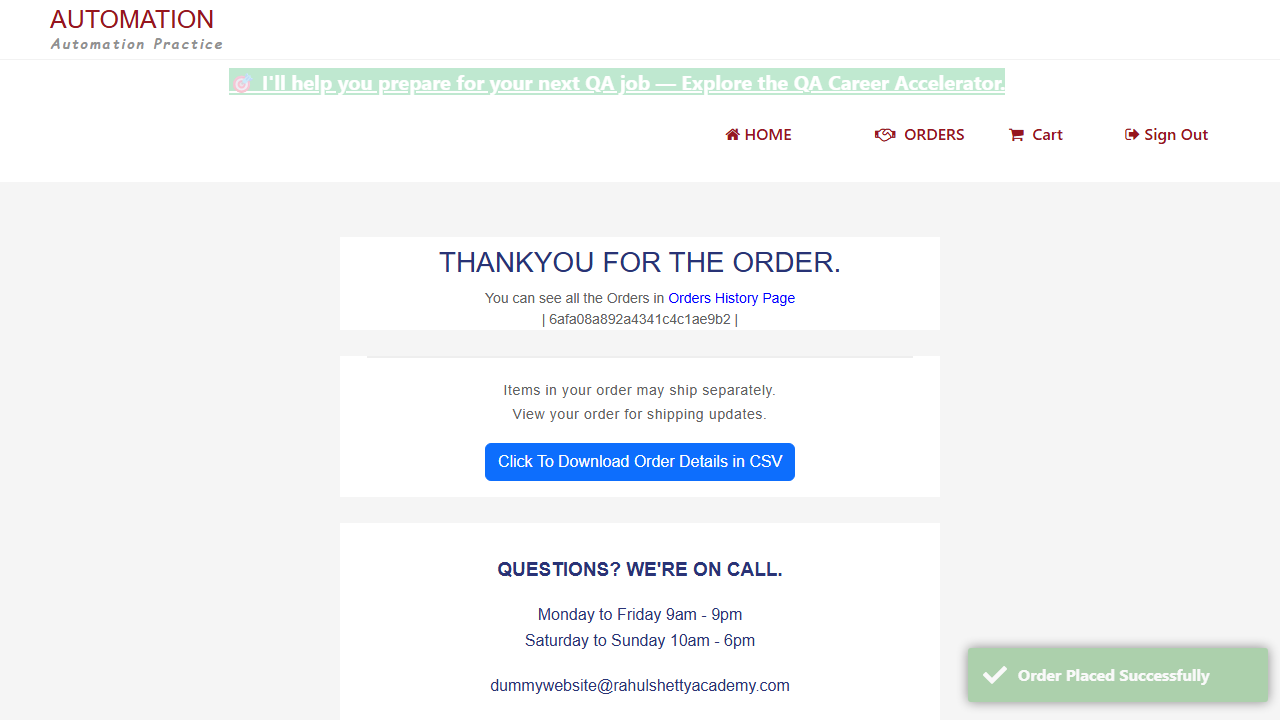 AUTOMATION
Automation Practice
🎯 I'll help you prepare for your next QA job — Explore the QA Career Accelerator.
HOME ORDERS Cart Sign Out
THANKYOU FOR THE ORDER.
You can see all the Orders in Orders History Page
| 6afa08a892a4341c4c1ae9b2 |
Items in your order may ship separately.
View your order for shipping updates.
Click To Download Order Details in CSV
QUESTIONS? WE'RE ON CALL.
Monday to Friday 9am - 9pm
Saturday to Sunday 10am - 6pm
dummywebsite@rahulshettyacademy.com
Order Placed Successfully